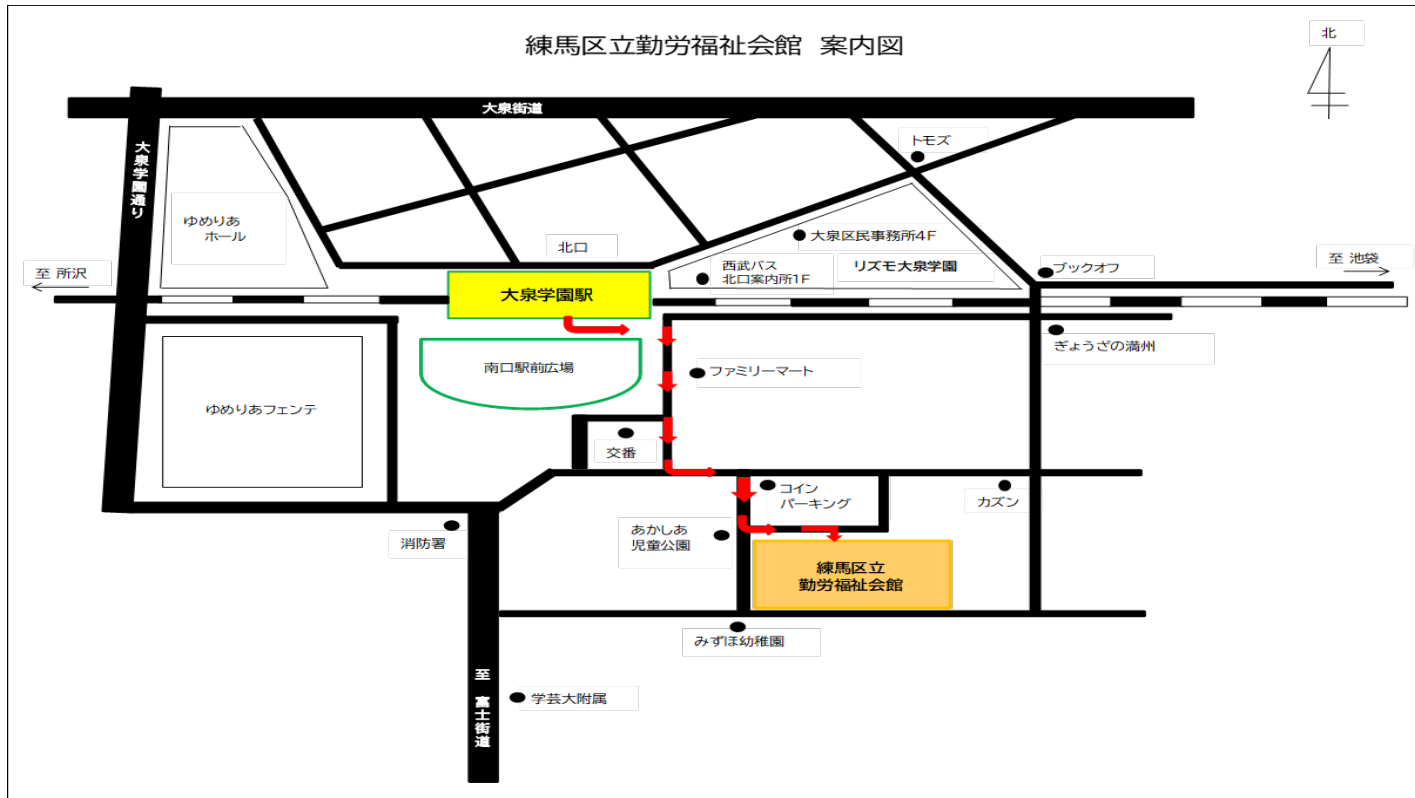 練馬区立勤労福祉会館 案内図
北
大泉街道
大泉学園通り
トモズ
ゆめりあ
ホール
北口
大泉区民事務所4F
西武バス
北口案内所1F
リズモ大泉学園
ブックオフ
至 所沢
至 池袋
大泉学園駅
ぎょうざの満州
南口駅前広場
ファミリーマート
ゆめりあフェンテ
交番
コイン
パーキング
カズン
消防署
あかしあ
児童公園
練馬区立
勤労福祉会館
みずほ幼稚園
至 富士街道
学芸大附属